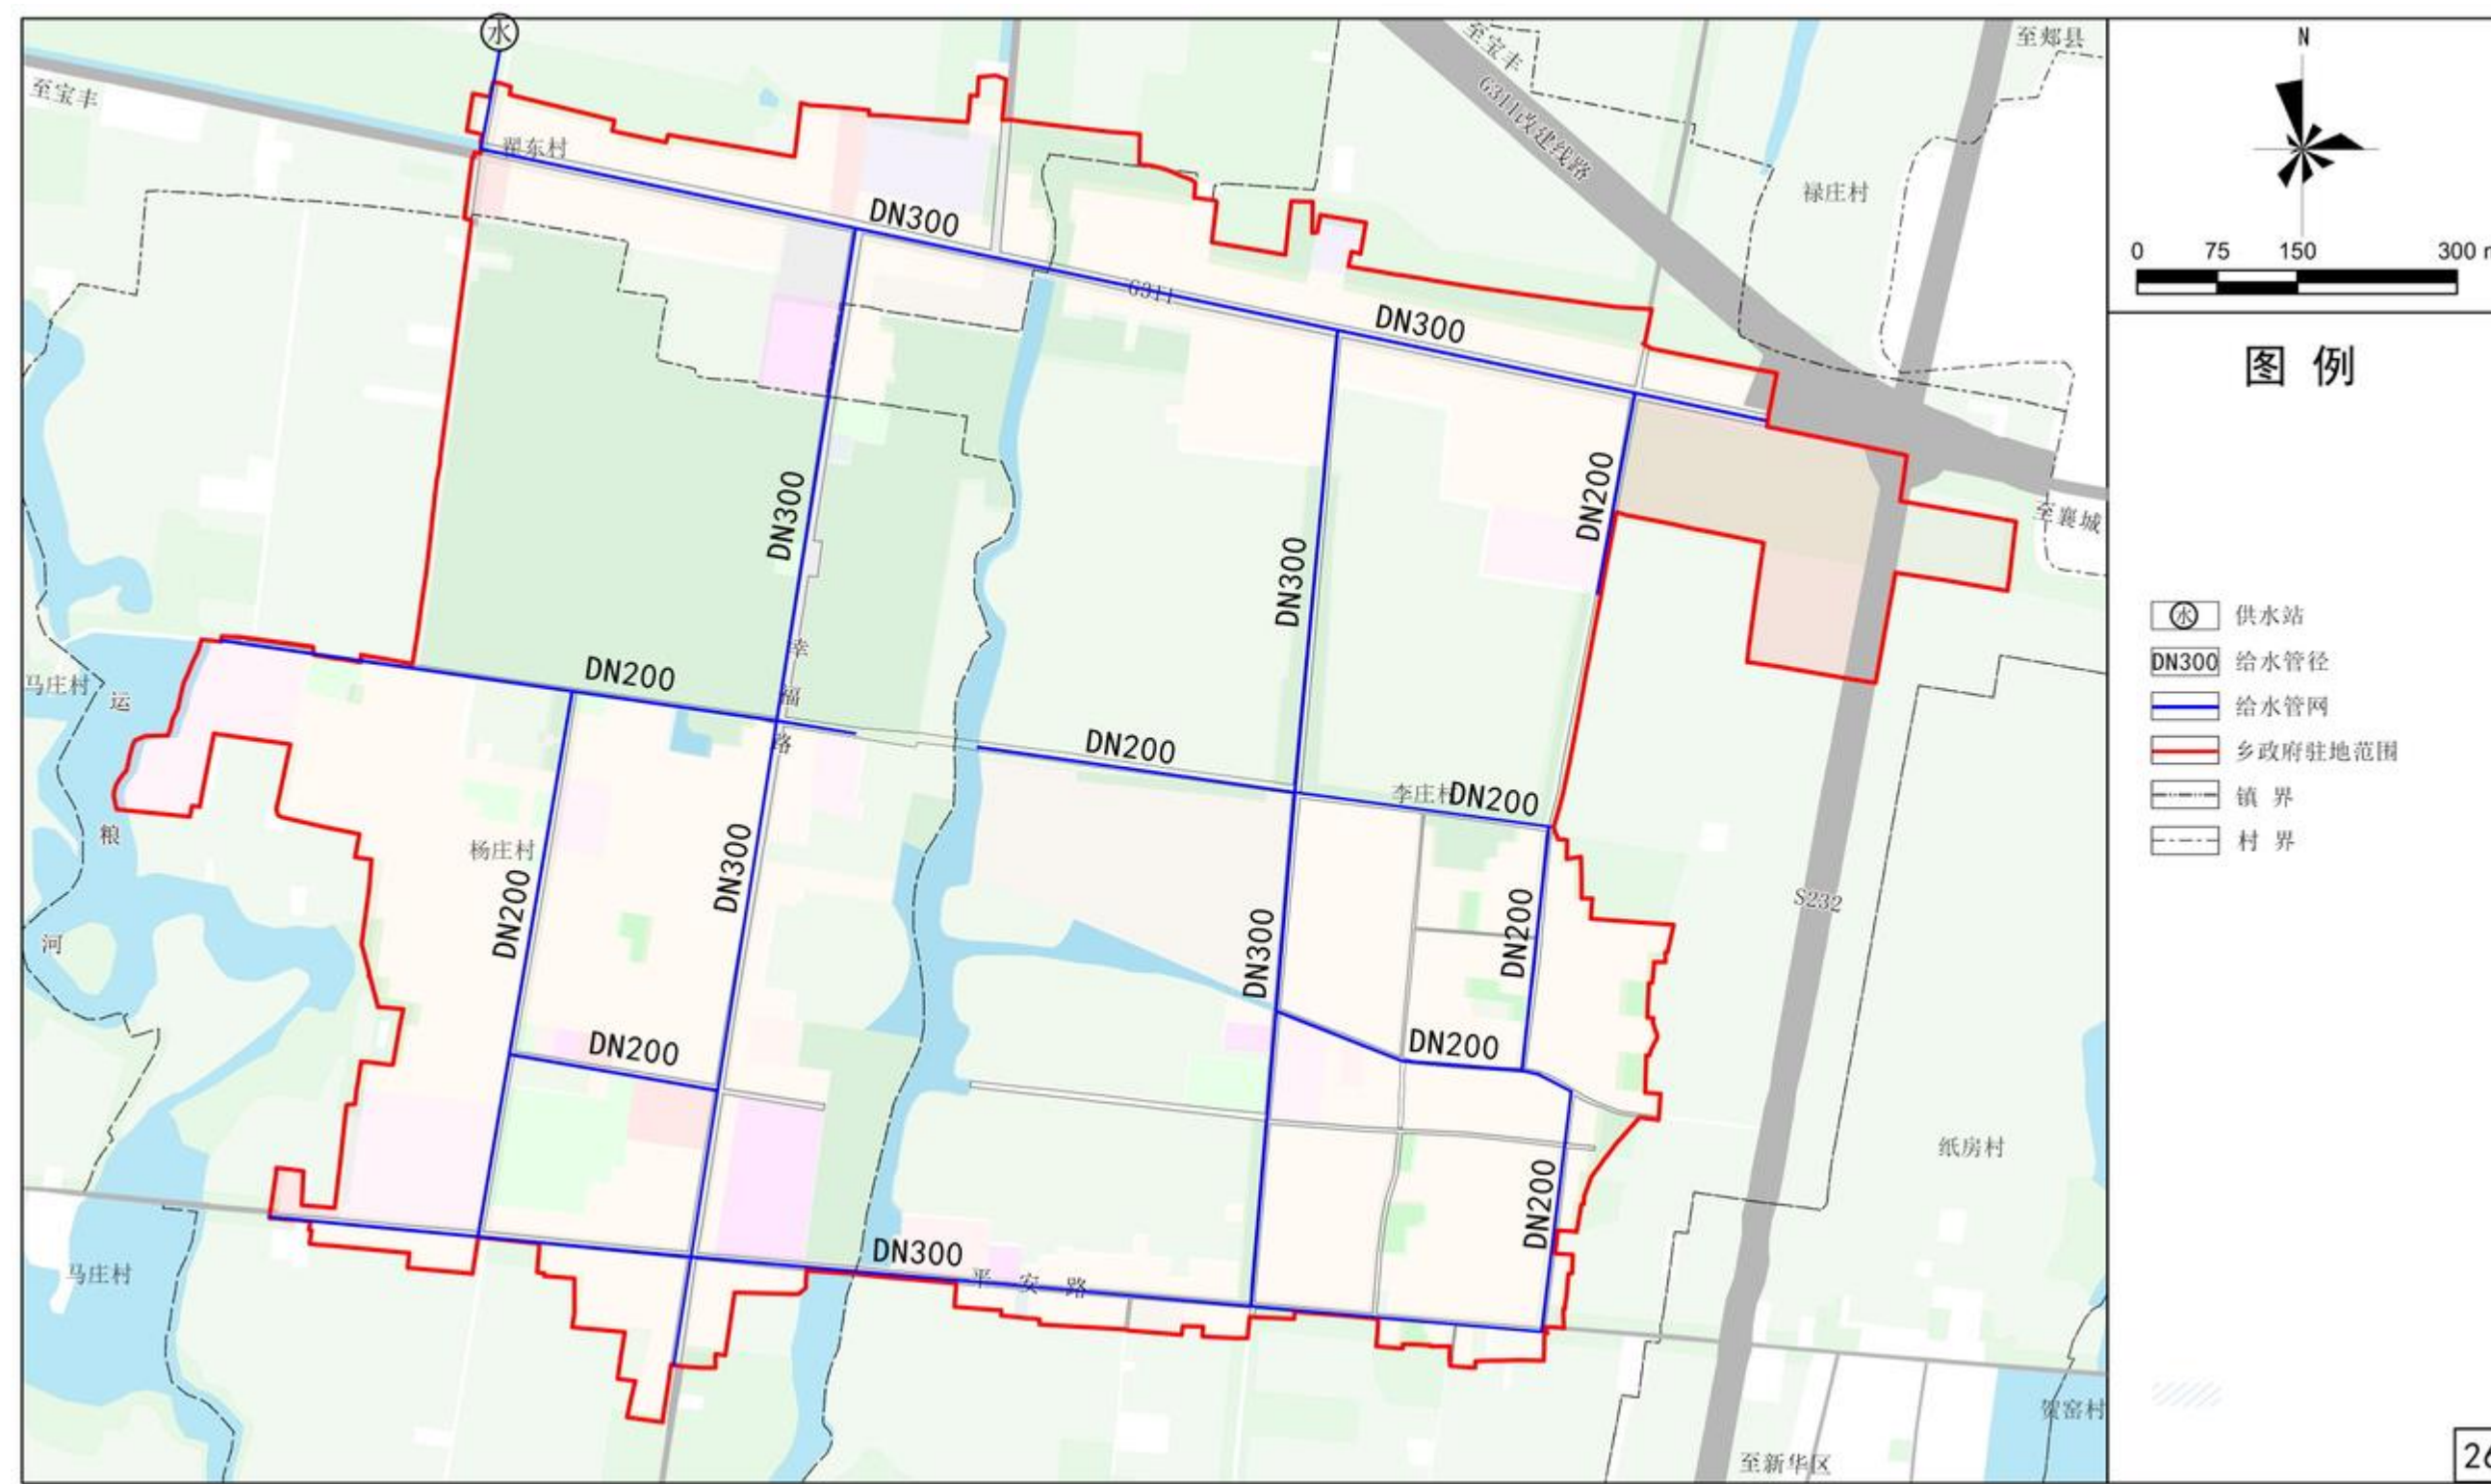 水
至宝丰
翟东村
至宝丰
G311改建线路
至郏县
禄庄村
DN300
G311
DN300
至襄城
DN200
DN300
DN300
幸福路
DN200
DN200
李庄村
DN200
马庄村
运粮河
杨庄村
DN200
DN300
DN300
DN200
S232
DN200
DN200
DN200
纸房村
DN300
平安路
马庄村
贺窑村
至新华区
N
0 75 150 300
图 例
水 供水站
DN300 给水管径
给水管网
乡政府驻地范围
镇 界
村 界